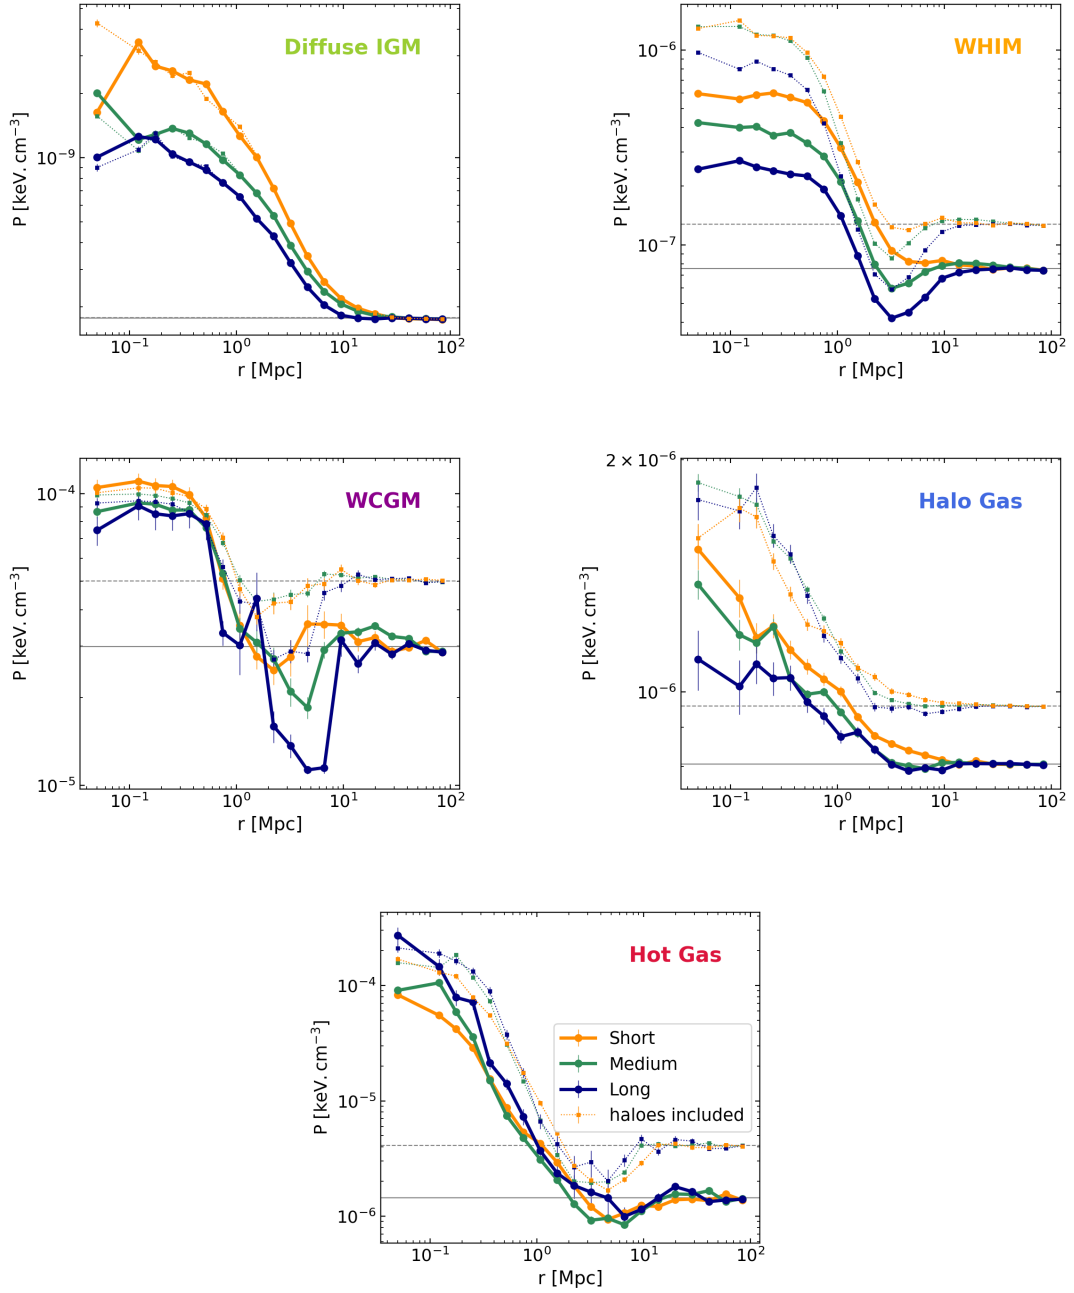 Diffuse IGM
P [keV. cm⁻³]
10⁻⁹
10⁻¹ 10⁰ 10¹ 10²
r [Mpc]
WHIM
P [keV. cm⁻³]
10⁻⁶
10⁻⁷
10⁻¹ 10⁰ 10¹ 10²
r [Mpc]
WCGM
P [keV. cm⁻³]
10⁻⁴
10⁻⁵
10⁻¹ 10⁰ 10¹ 10²
r [Mpc]
Halo Gas
P [keV. cm⁻³]
2 × 10⁻⁶
10⁻⁶
10⁻¹ 10⁰ 10¹ 10²
r [Mpc]
Hot Gas
P [keV. cm⁻³]
10⁻⁴
10⁻⁵
10⁻⁶
Short
Medium
Long
haloes included
10⁻¹ 10⁰ 10¹ 10²
r [Mpc]